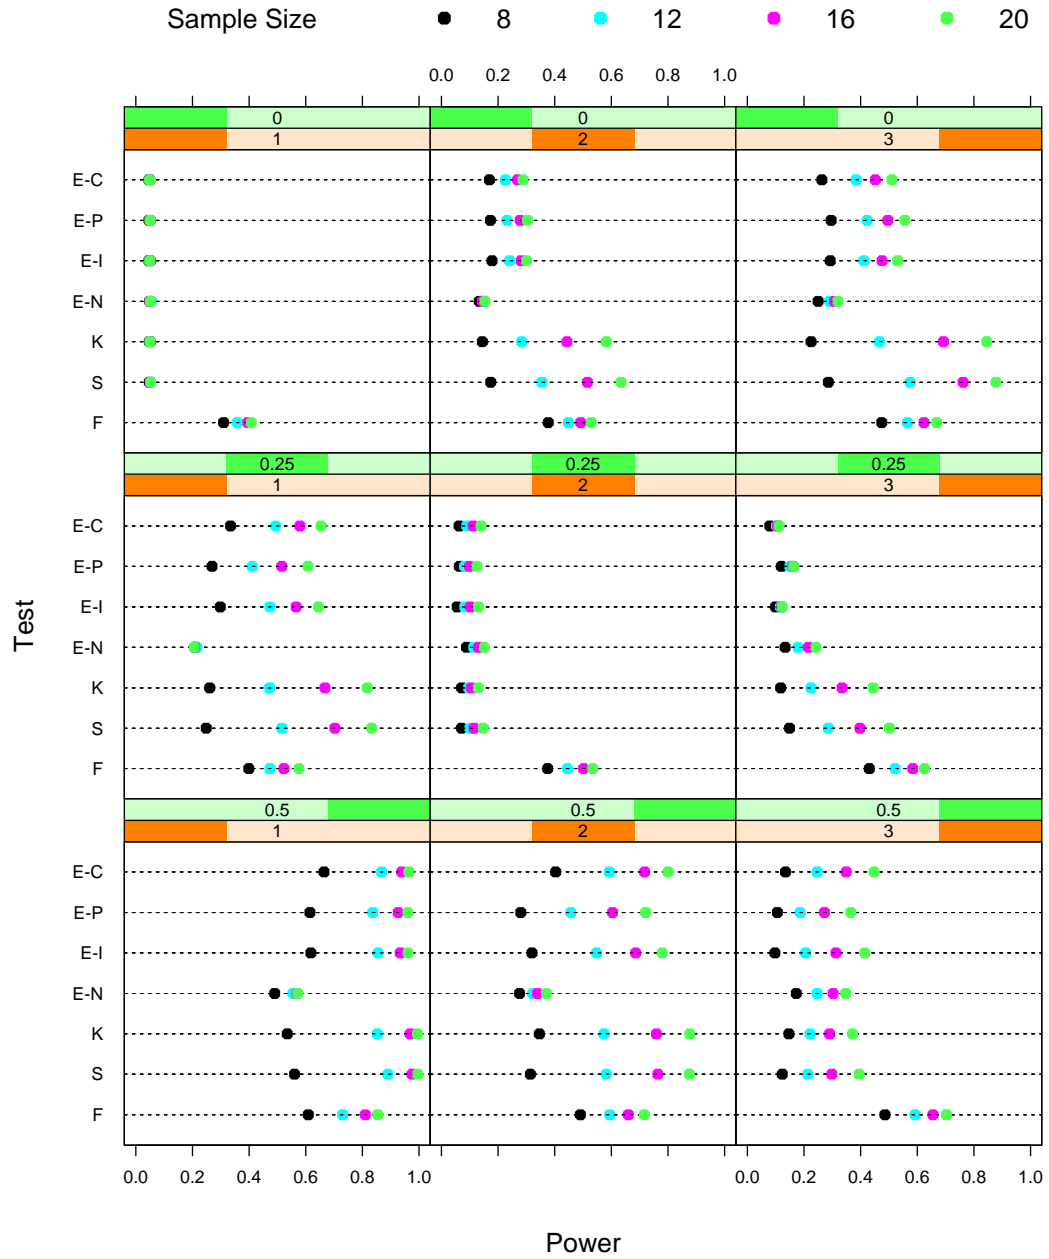 Sample Size 8 12 16 20
0.0 0.2 0.4 0.6 0.8 1.0
0 0 0
1 2 3
E-C
E-P
E-I
E-N
K
S
F
0.25 0.25 0.25
1 2 3
E-C
E-P
E-I
E-N
K
S
F
Test
0.5 0.5 0.5
1 2 3
E-C
E-P
E-I
E-N
K
S
F
0.0 0.2 0.4 0.6 0.8 1.0 0.0 0.2 0.4 0.6 0.8 1.0
Power